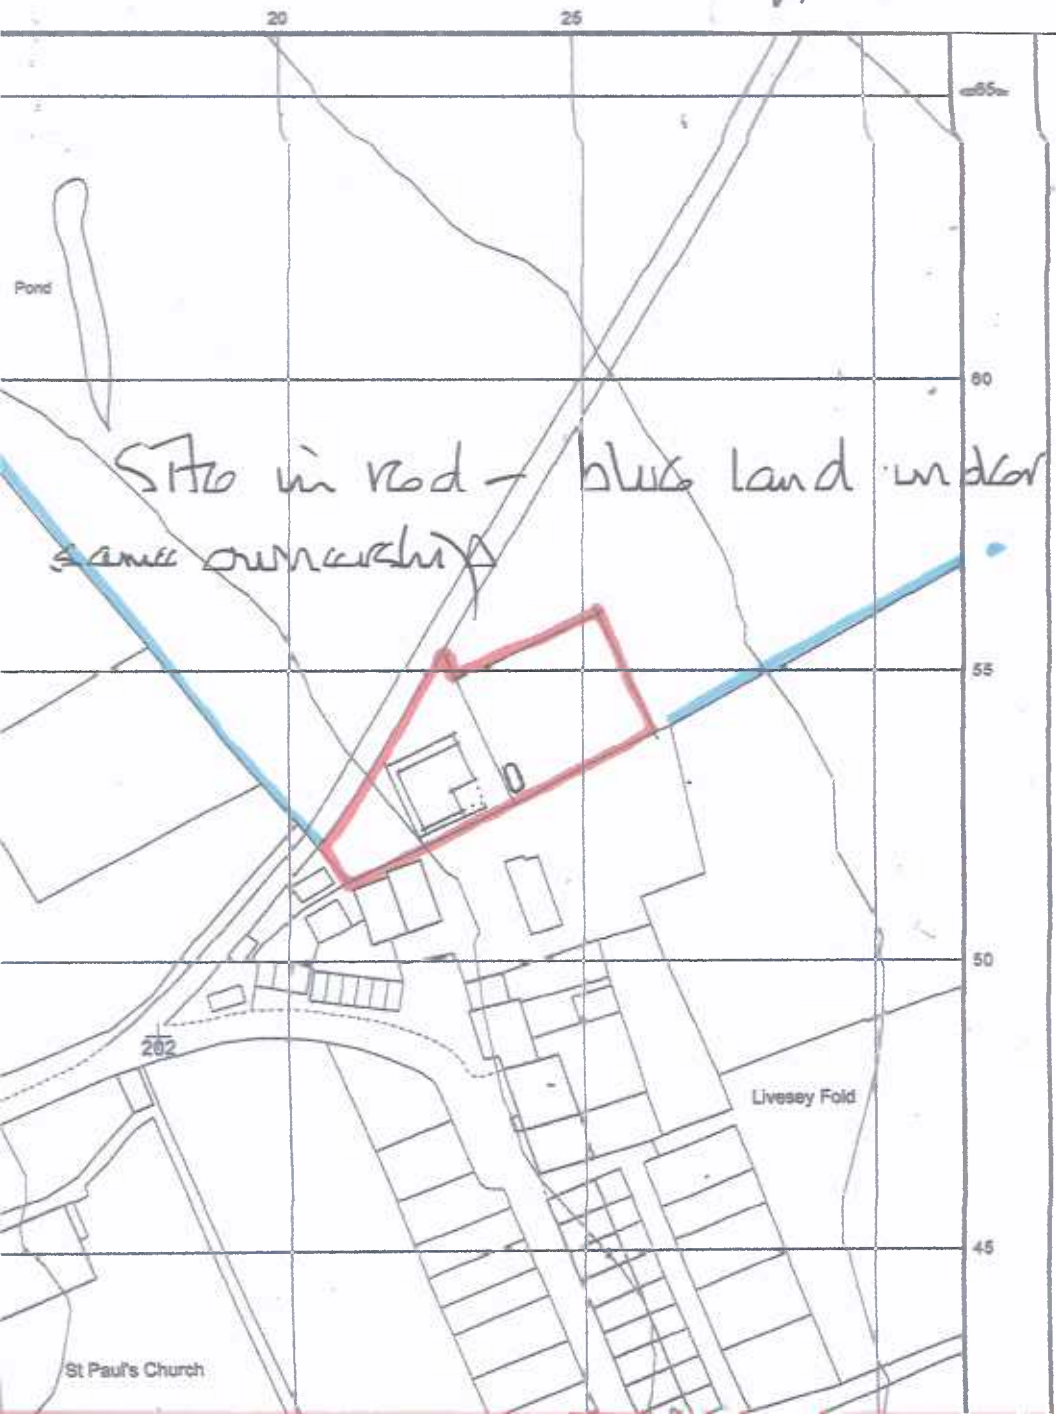 20 25
65
Pond
60
Site in red - blue land under
same ownership
55
50
202
Livesey Fold
45
St Paul's Church